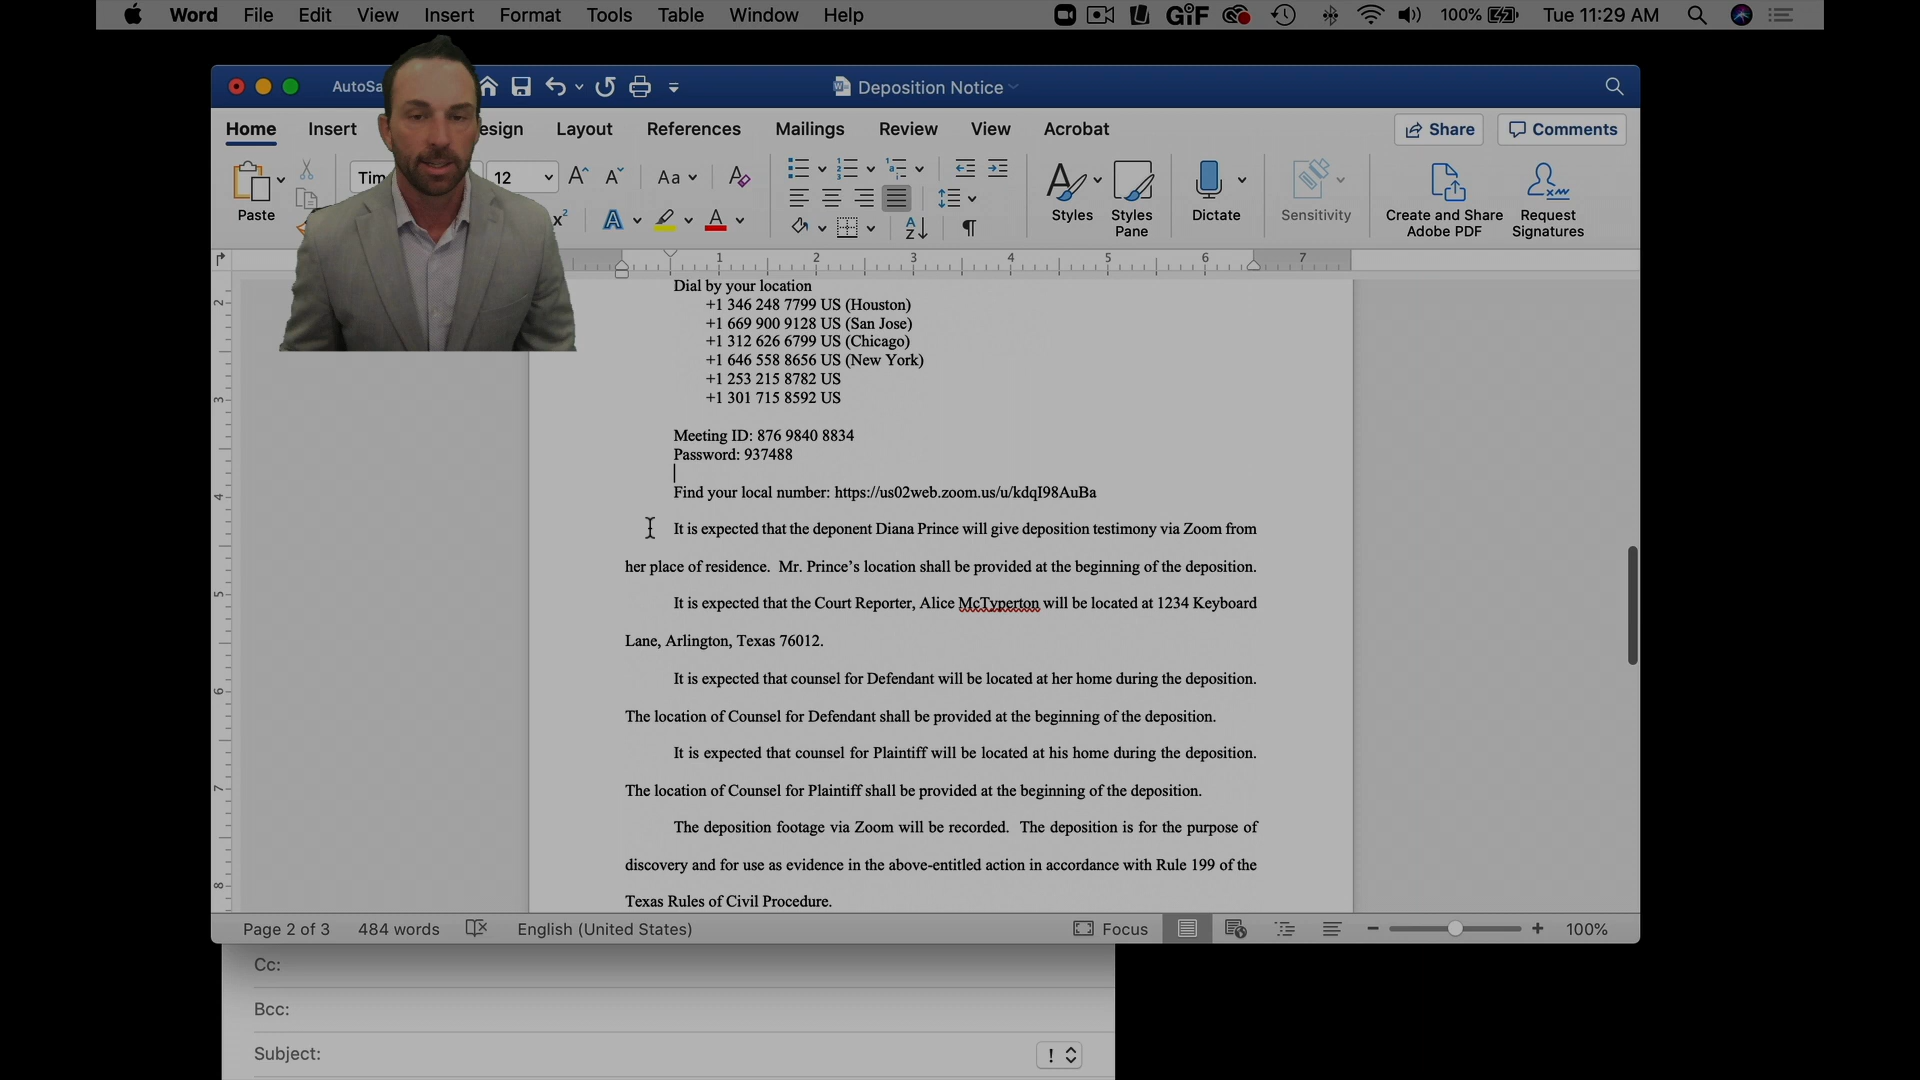 Word File Edit View Insert Format Tools Table Window Help GIF 100% Tue 11:29 AM
AutoSa Deposition Notice
Home Insert esign Layout References Mailings Review View Acrobat Share Comments
Tim 12 Aa
Paste Styles Styles Pane Dictate Sensitivity Create and Share Adobe PDF Request Signatures
1 2 3 4 5 6 7
Dial by your location
+1 346 248 7799 US (Houston)
+1 669 900 9128 US (San Jose)
+1 312 626 6799 US (Chicago)
+1 646 558 8656 US (New York)
+1 253 215 8782 US
+1 301 715 8592 US
Meeting ID: 876 9840 8834
Password: 937488
Find your local number: https://us02web.zoom.us/u/kdqI98AuBa
It is expected that the deponent Diana Prince will give deposition testimony via Zoom from
her place of residence. Mr. Prince's location shall be provided at the beginning of the deposition.
It is expected that the Court Reporter, Alice McTyperton will be located at 1234 Keyboard
Lane, Arlington, Texas 76012.
It is expected that counsel for Defendant will be located at her home during the deposition.
The location of Counsel for Defendant shall be provided at the beginning of the deposition.
It is expected that counsel for Plaintiff will be located at his home during the deposition.
The location of Counsel for Plaintiff shall be provided at the beginning of the deposition.
The deposition footage via Zoom will be recorded. The deposition is for the purpose of
discovery and for use as evidence in the above-entitled action in accordance with Rule 199 of the
Texas Rules of Civil Procedure.
Page 2 of 3 484 words English (United States) Focus 100%
Cc:
Bcc:
Subject: !